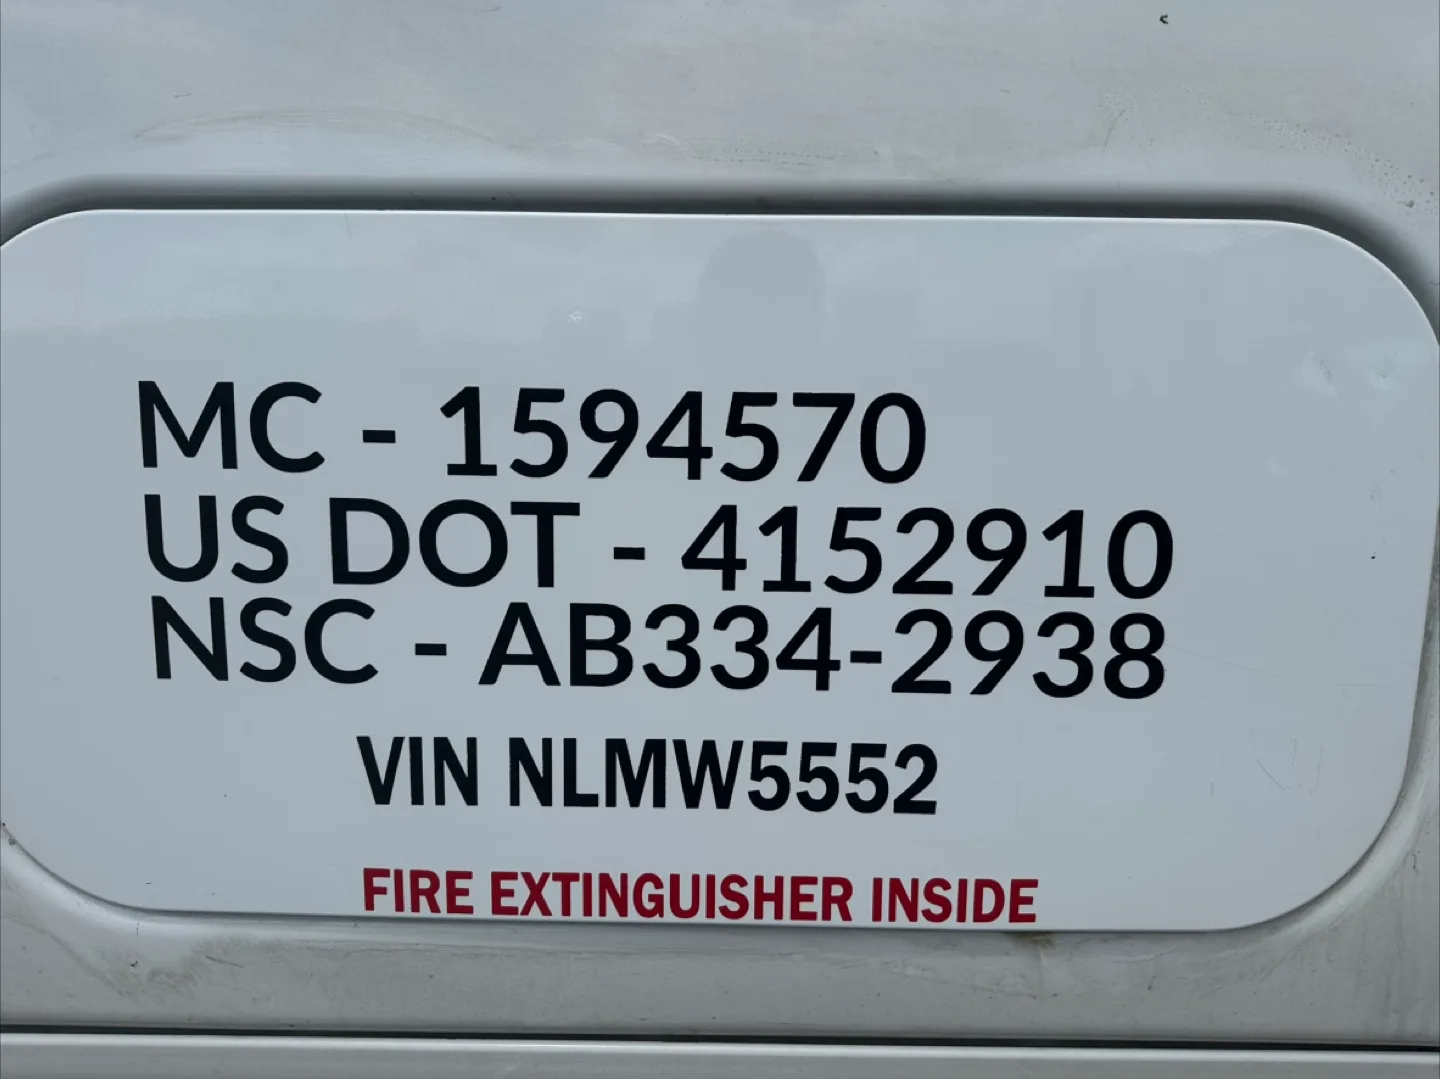 MC - 1594570
US DOT - 4152910
NSC - AB334-2938
VIN NLMW5552
FIRE EXTINGUISHER INSIDE